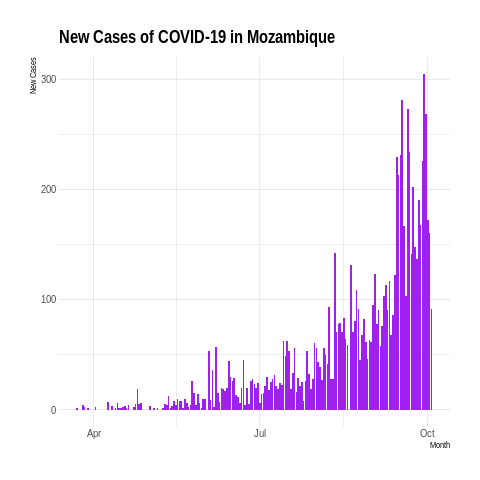 New Cases of COVID-19 in Mozambique
New Cases
300
200
100
0
Apr
Jul
Oct
Month